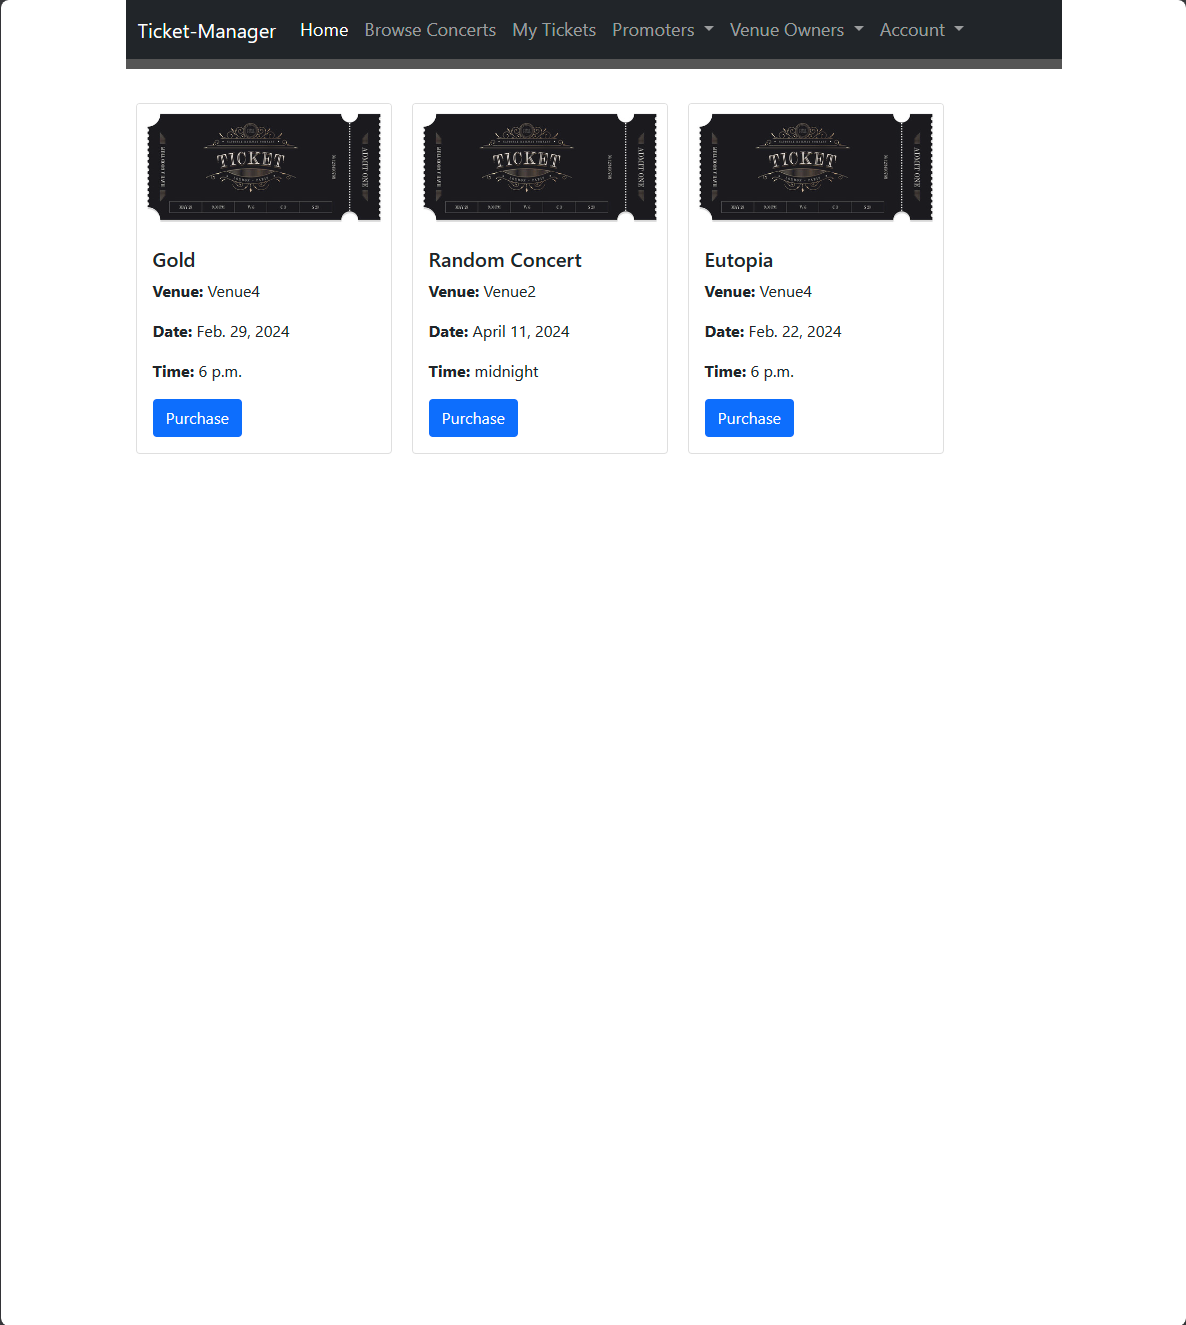 Ticket-Manager Home Browse Concerts My Tickets Promoters Venue Owners Account
TICKET
ADMIT ONE
TICKET
ADMIT ONE
TICKET
ADMIT ONE
Gold
Venue: Venue4
Date: Feb. 29, 2024
Time: 6 p.m.
Purchase
Random Concert
Venue: Venue2
Date: April 11, 2024
Time: midnight
Purchase
Eutopia
Venue: Venue4
Date: Feb. 22, 2024
Time: 6 p.m.
Purchase